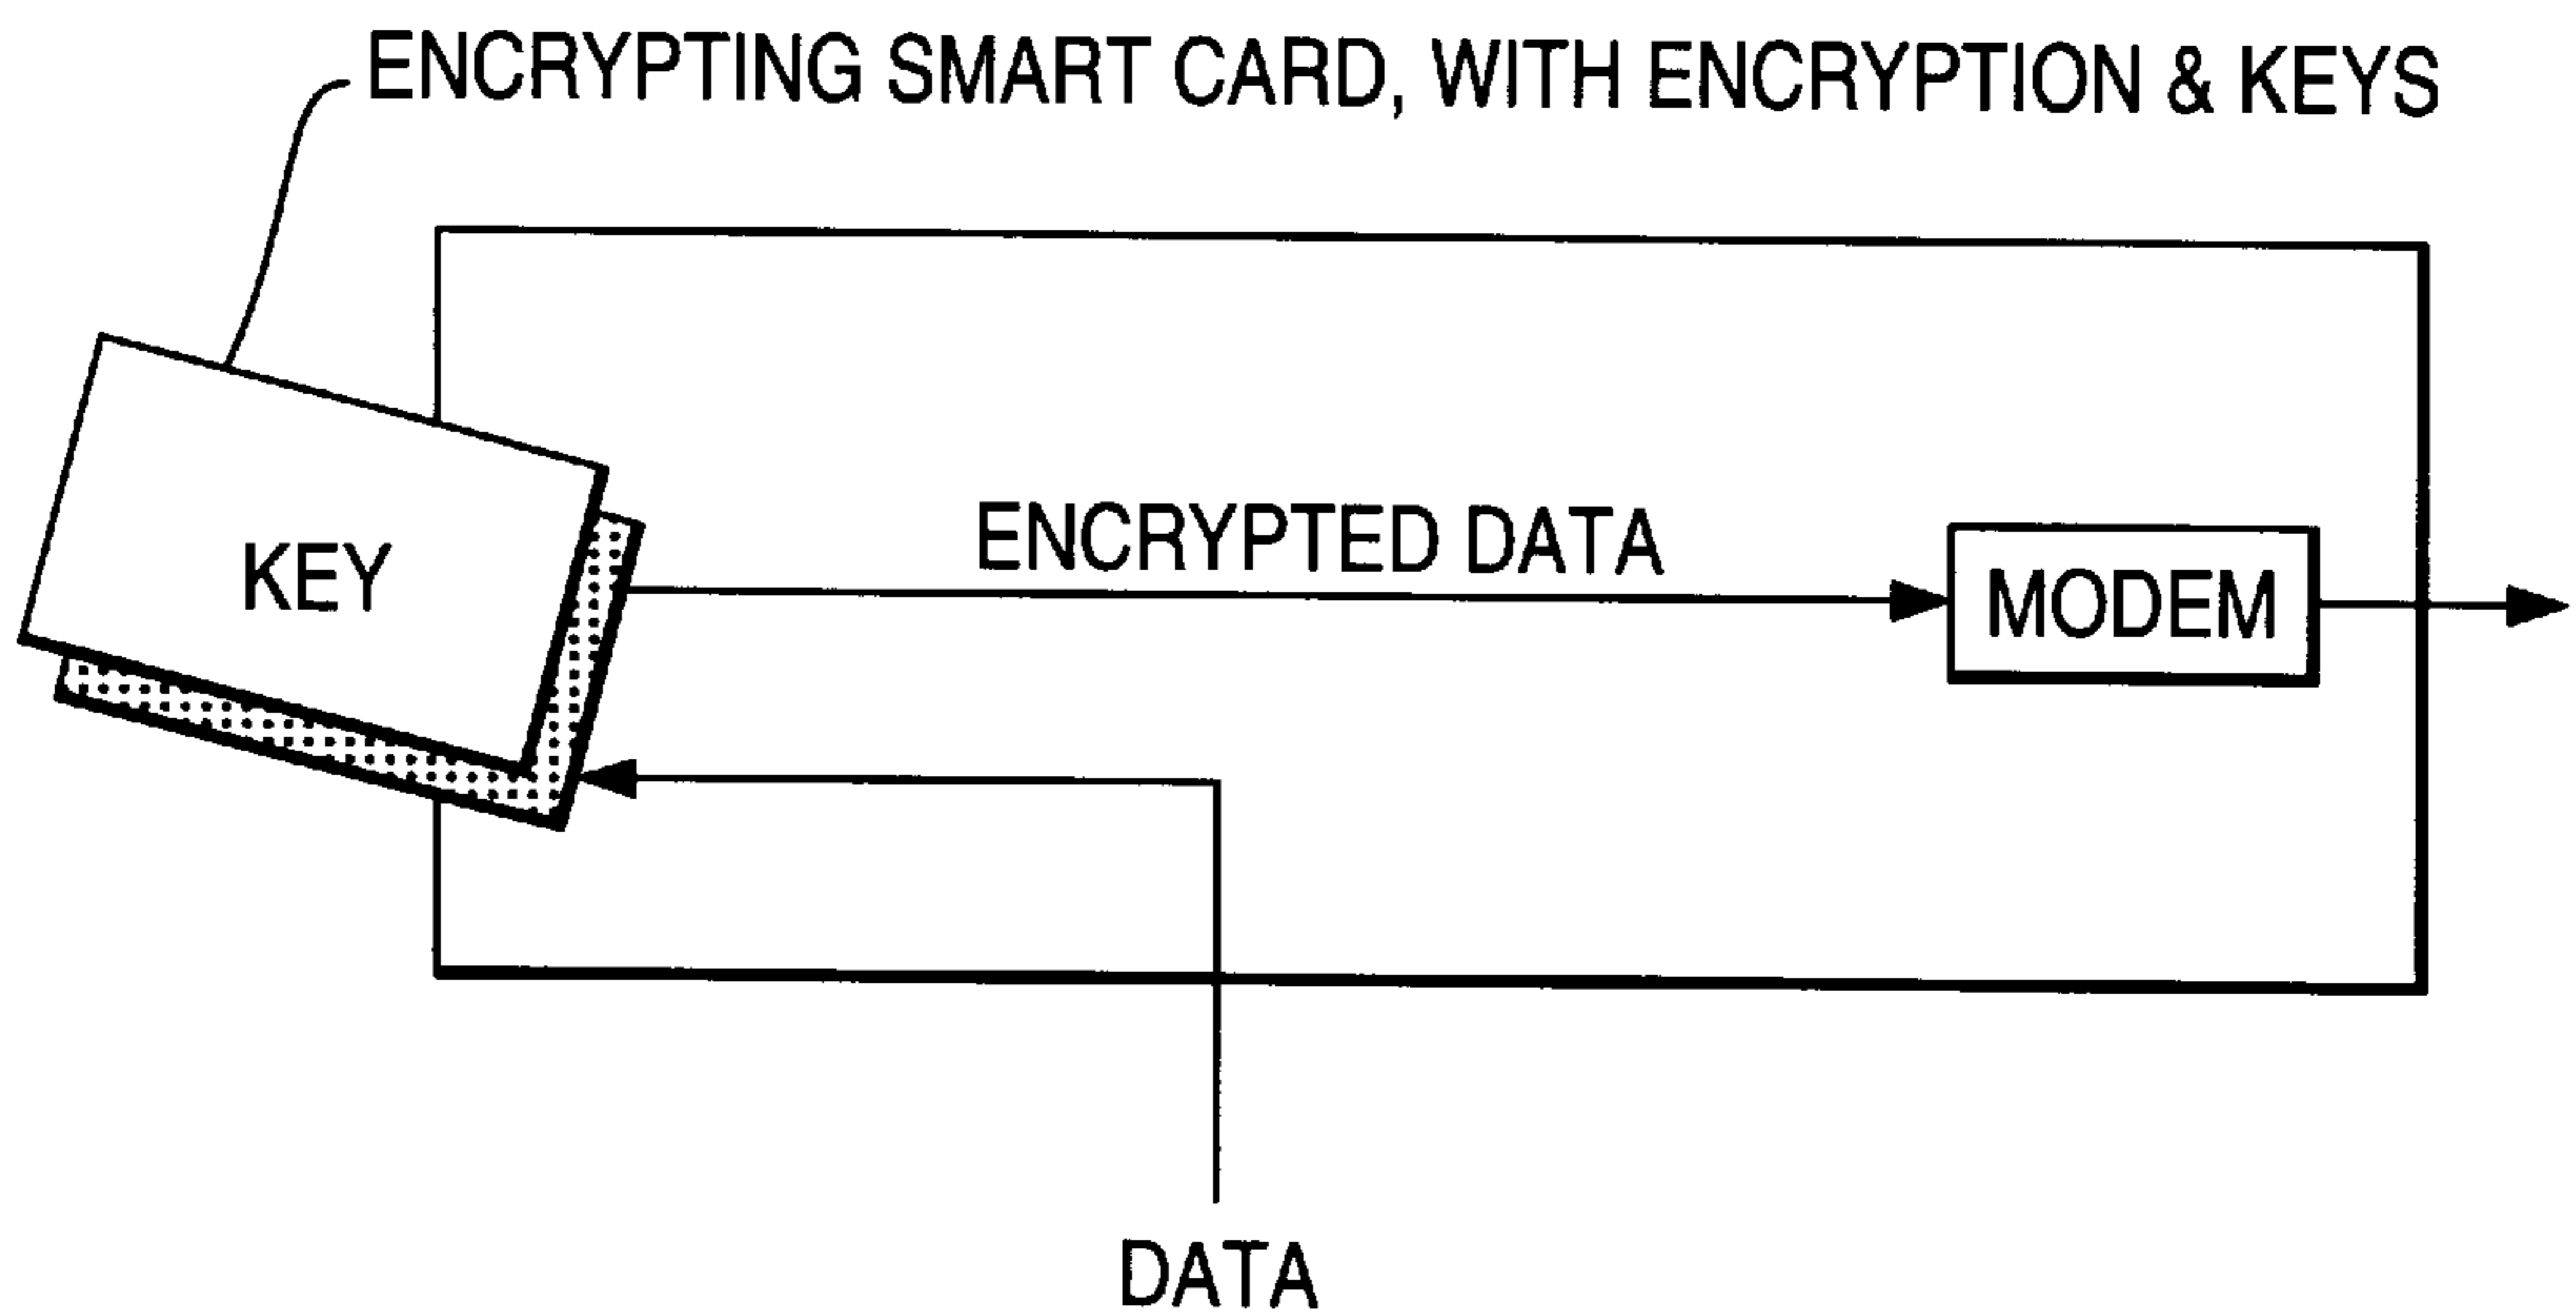 ENCRYPTING SMART CARD, WITH ENCRYPTION & KEYS
KEY
ENCRYPTED DATA
MODEM
DATA